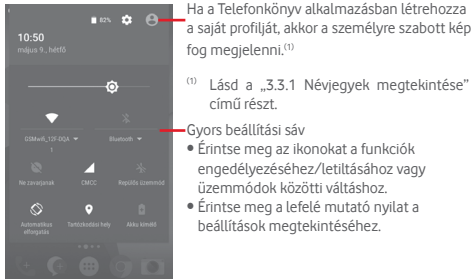 82%
10:50
május 9., hétfő
GSMwifi_12F-DQA
1
Bluetooth
Ne zavarjanak
CMCC
Repülős üzemmód
Automatikus
elforgatás
Tartózkodási hely
Akku kímélő
Ha a Telefonkönyv alkalmazásban létrehozza
a saját profilját, akkor a személyre szabott kép
fog megjelenni.(1)
(1) Lásd a „3.3.1 Névjegyek megtekintése”
című részt.
Gyors beállítási sáv
• Érintse meg az ikonokat a funkciók
engedélyezéséhez/letiltásához vagy
üzemmódok közötti váltáshoz.
• Érintse meg a lefelé mutató nyilat a
beállítások megtekintéséhez.